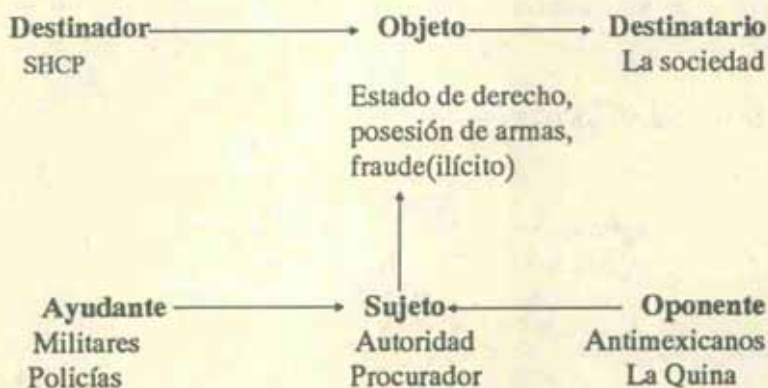 Destinador Objeto Destinatario
SHCP La sociedad
Estado de derecho,
posesión de armas,
fraude(ilícito)
Ayudante Sujeto Oponente
Militares Autoridad Antimexicanos
Policías Procurador La Quina